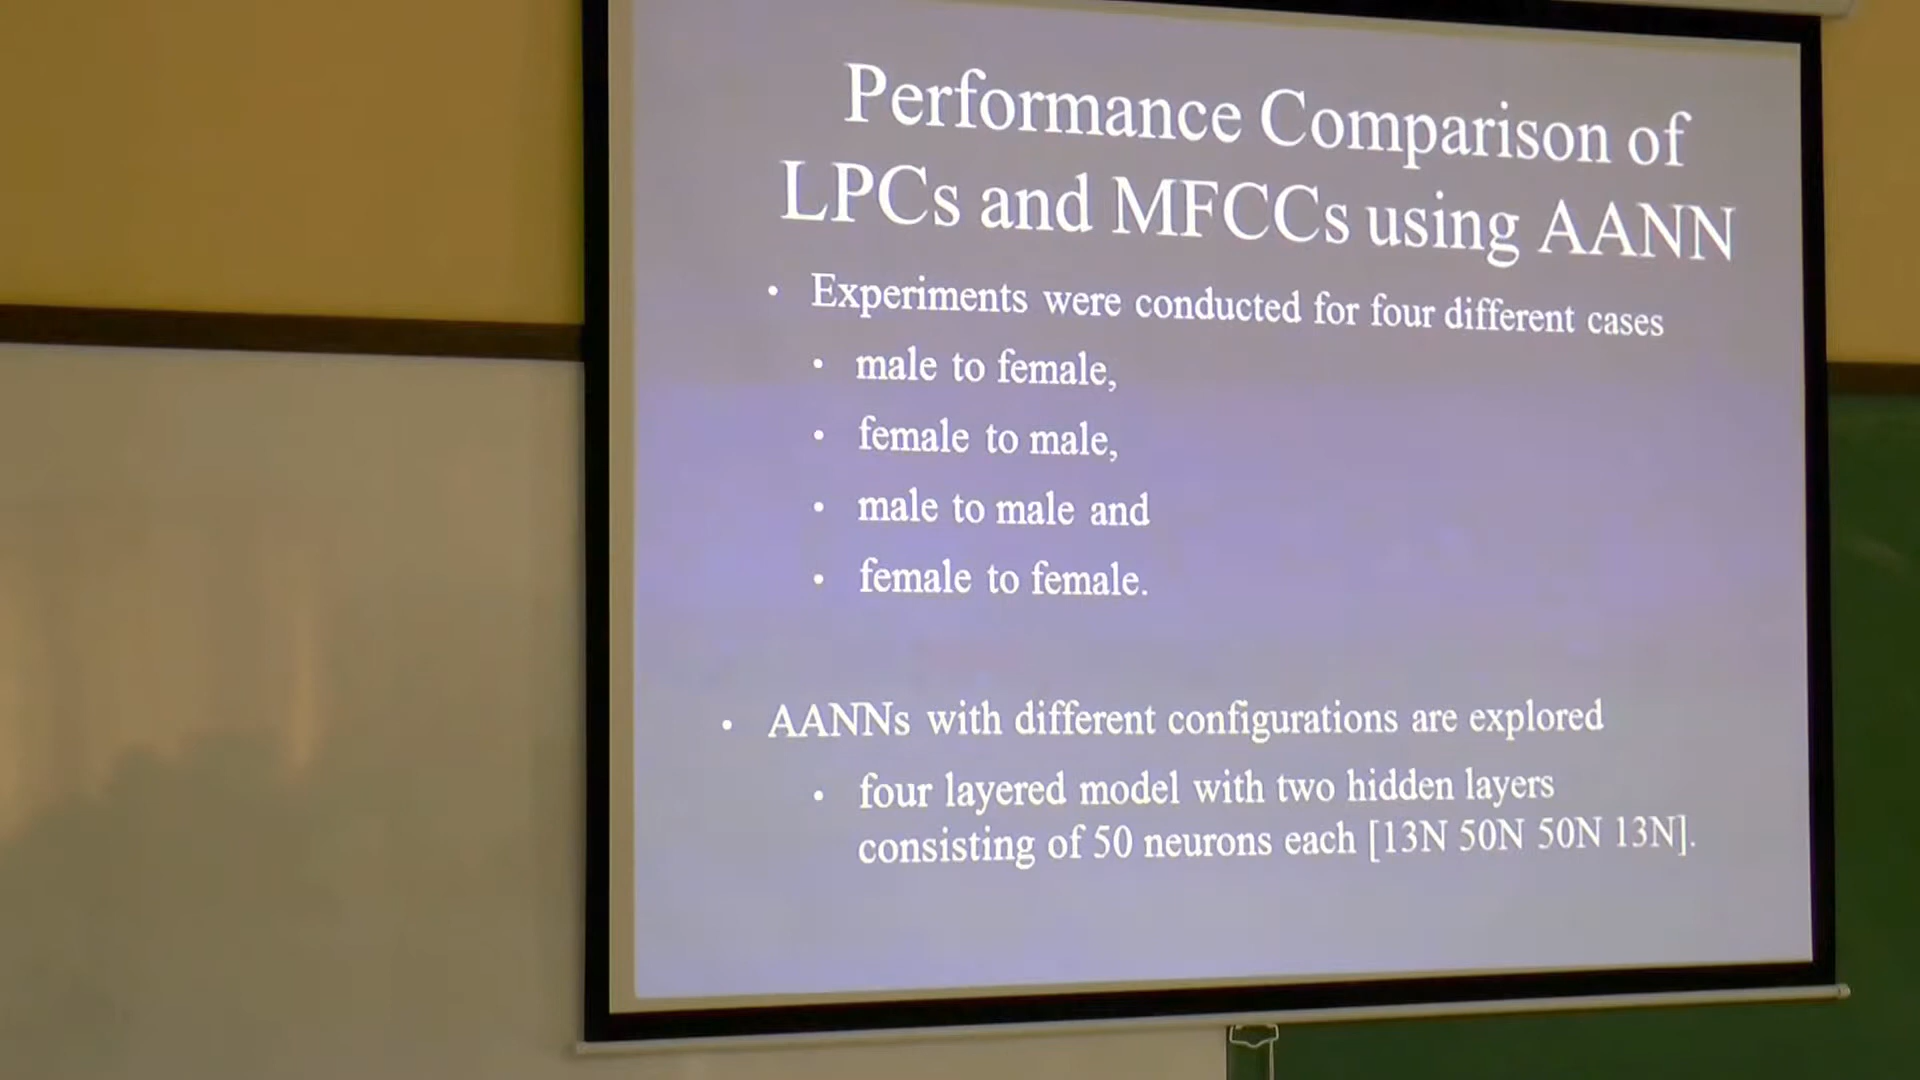 Performance Comparison of
LPCs and MFCCs using AANN
• Experiments were conducted for four different cases
• male to female,
• female to male,
• male to male and
• female to female.
• AANNs with different configurations are explored
• four layered model with two hidden layers
consisting of 50 neurons each [13N 50N 50N 13N].